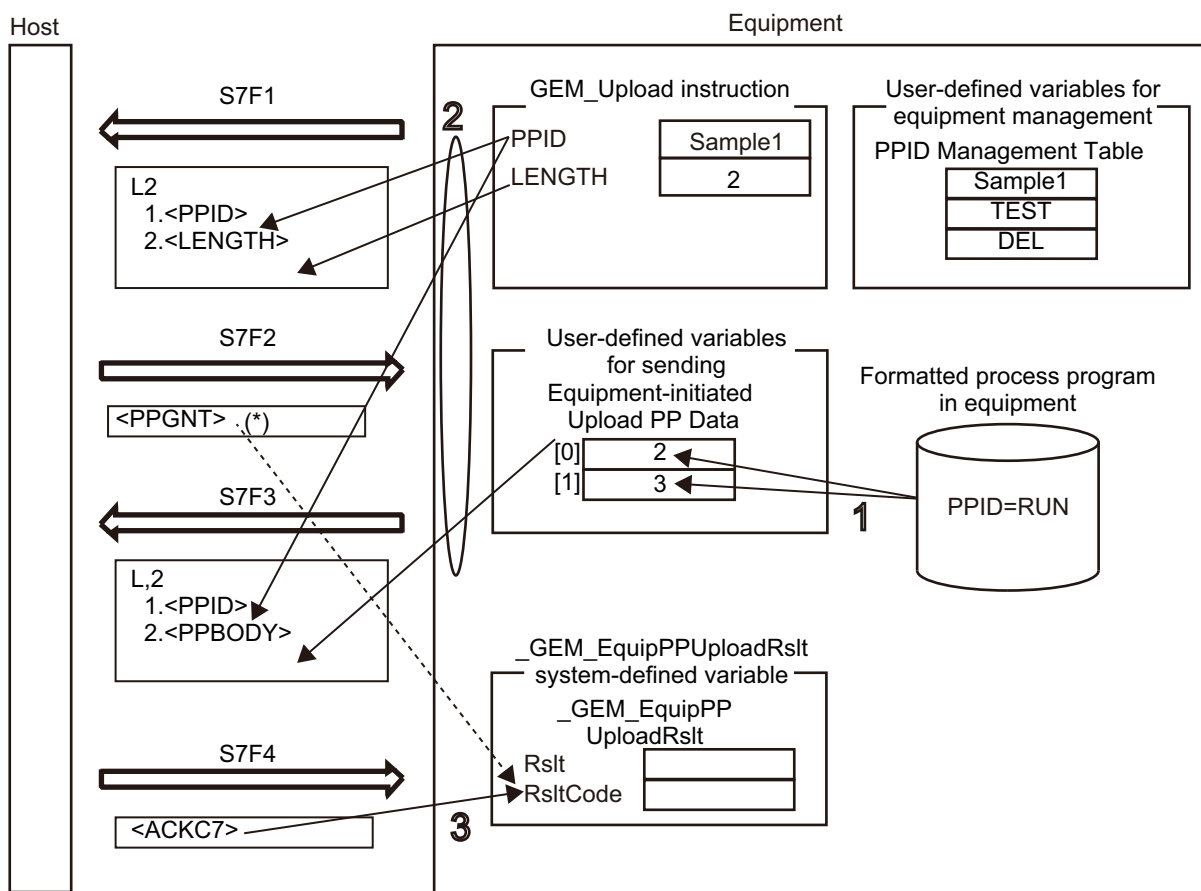 Host
Equipment
S7F1
L2
1.<PPID>
2.<LENGTH>
S7F2
<PPGNT> (*)
S7F3
L,2
1.<PPID>
2.<PPBODY>
S7F4
<ACKC7>
2
GEM_Upload instruction
PPID
Sample1
LENGTH
2
User-defined variables for
equipment management
PPID Management Table
Sample1
TEST
DEL
User-defined variables
for sending
Equipment-initiated
Upload PP Data
[0] 2
[1] 3
1
Formatted process program
in equipment
PPID=RUN
_GEM_EquipPPUploadRslt
system-defined variable
_GEM_EquipPP
UploadRslt
Rslt
RsltCode
3